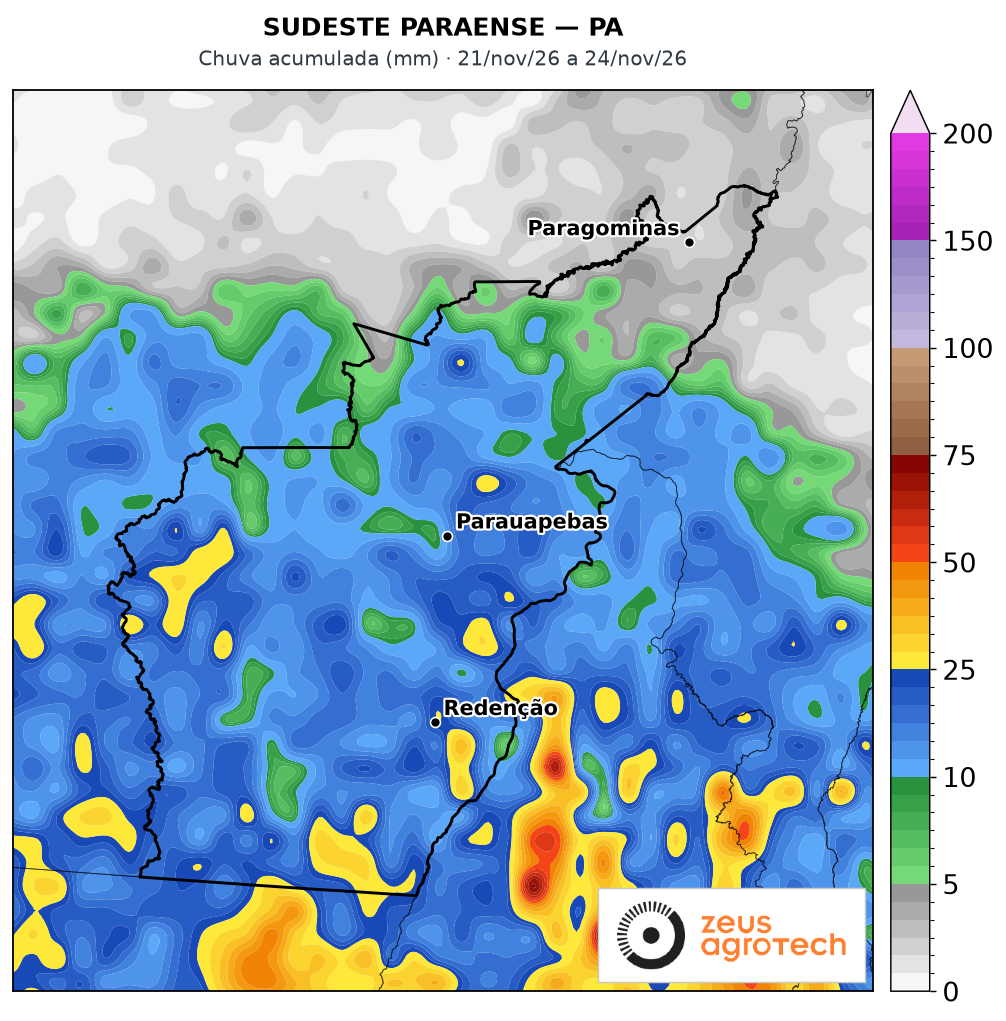 SUDESTE PARAENSE — PA
Chuva acumulada (mm) · 21/nov/26 a 24/nov/26
Paragominas
Parauapebas
Redenção
200
150
100
75
50
25
10
5
0
zeus
agrotech